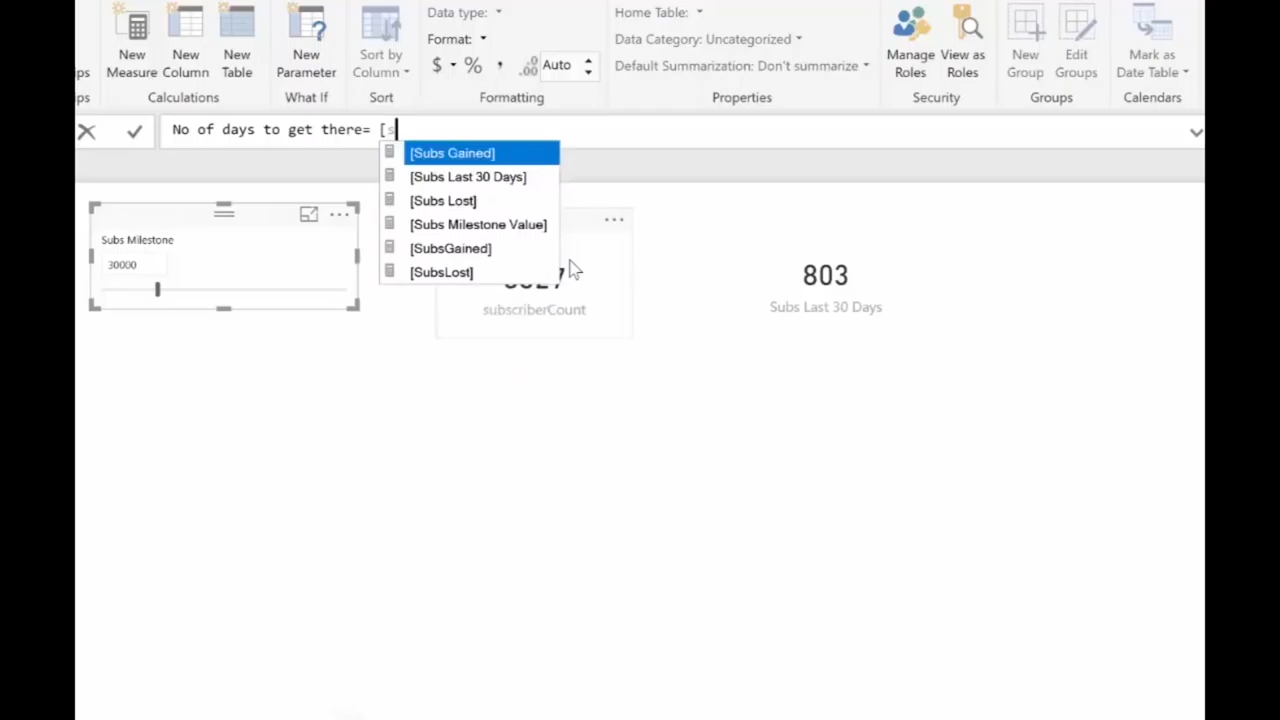 Data type:
Home Table:
Format:
Data Category: Uncategorized
$ % , .00 Auto
Default Summarization: Don't summarize
ips
New Measure
New Column
New Table
New Parameter
Sort by Column
Manage Roles
View as Roles
New Group
Edit Groups
Mark as Date Table
ips
Calculations
What If
Sort
Formatting
Properties
Security
Groups
Calendars
No of days to get there= [s
[Subs Gained]
[Subs Last 30 Days]
[Subs Lost]
[Subs Milestone Value]
[SubsGained]
[SubsLost]
Subs Milestone
30000
subscriberCount
803
Subs Last 30 Days